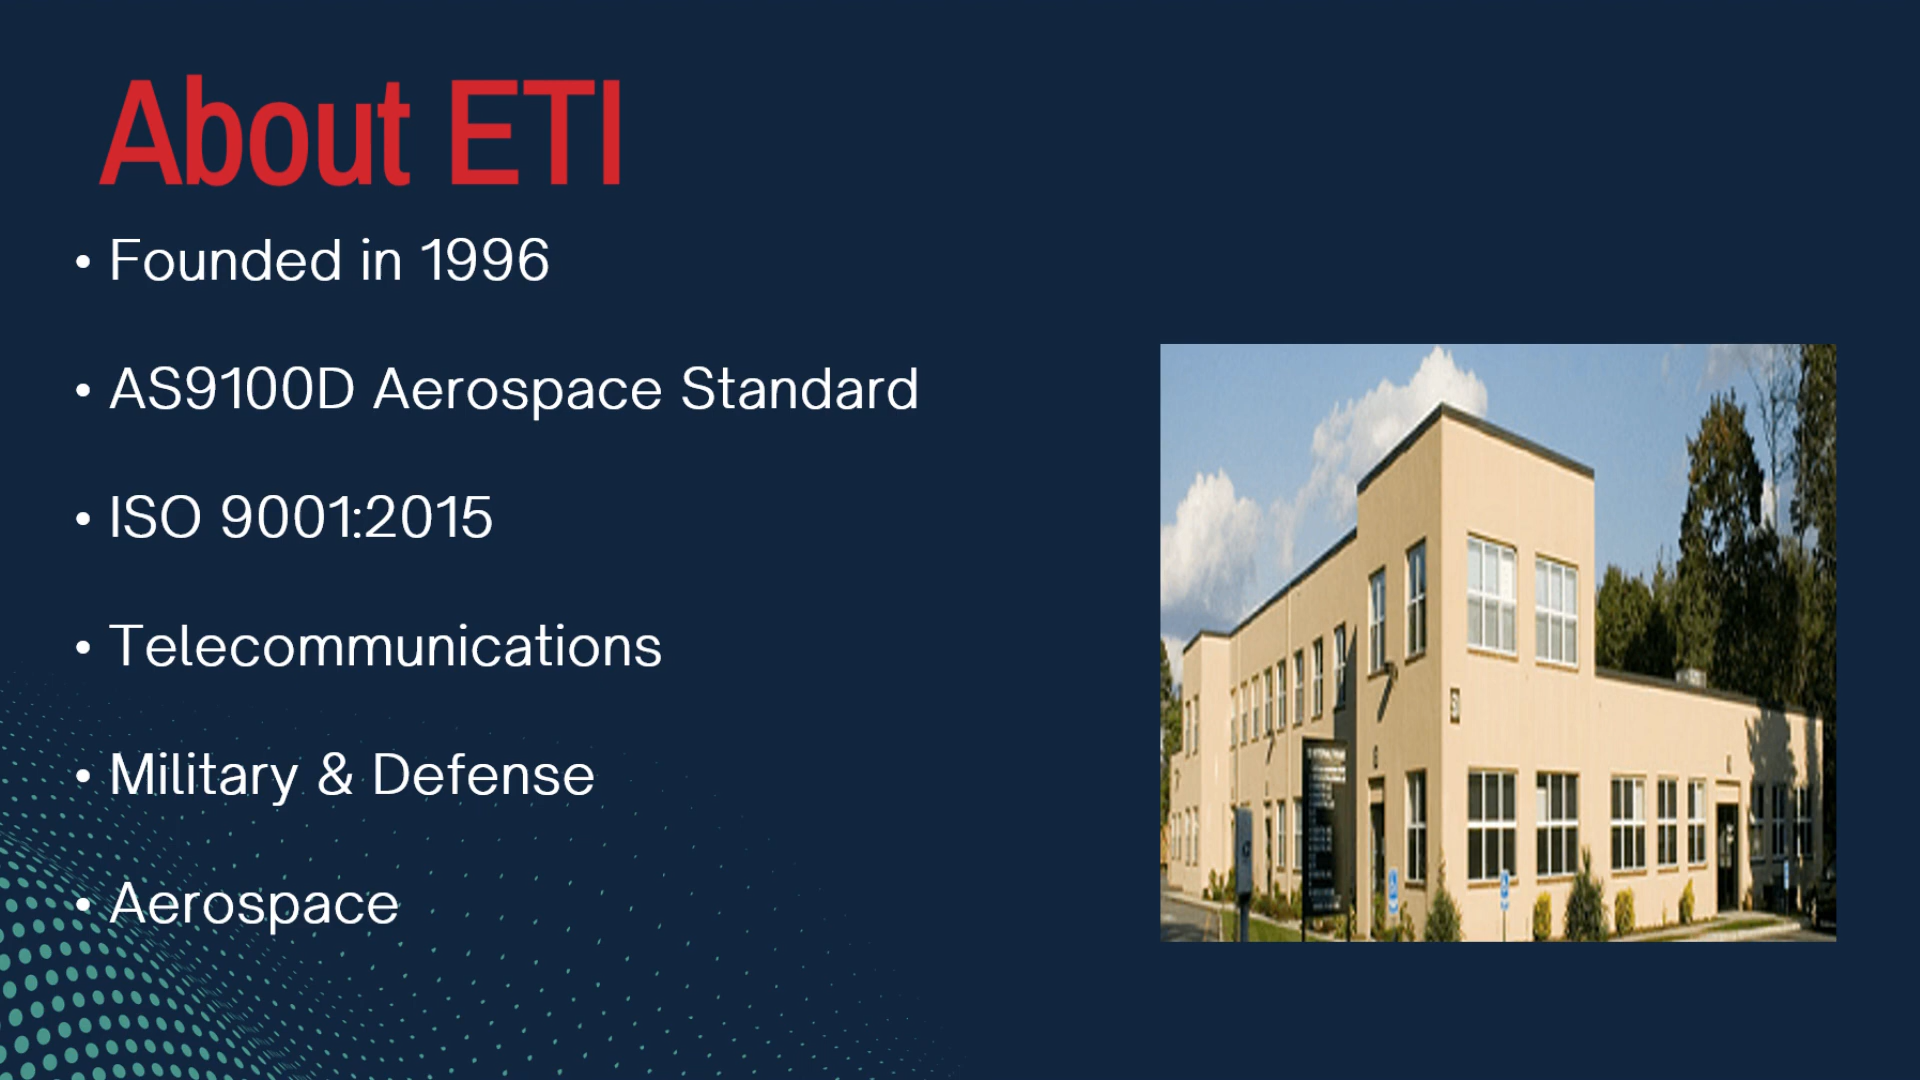 About ETI
• Founded in 1996
• AS9100D Aerospace Standard
• ISO 9001:2015
• Telecommunications
• Military & Defense
• Aerospace